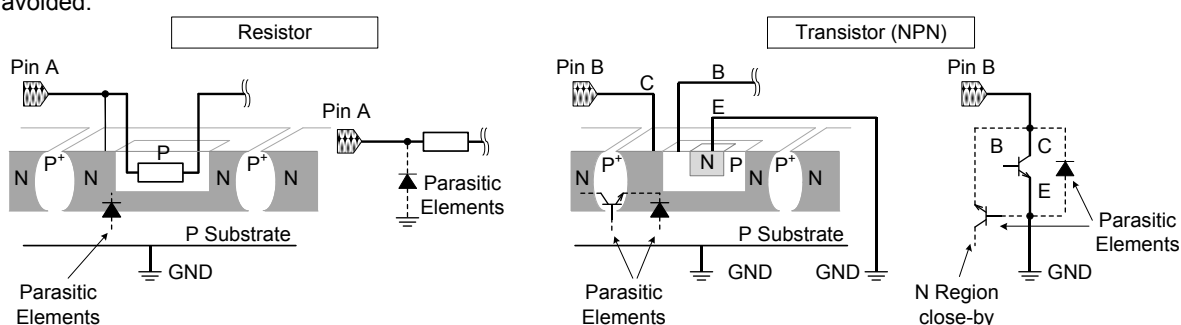 avoided.
Resistor
Transistor (NPN)
Pin A
Pin A
Pin B
C
B
E
Pin B
P+
P
P+
N
N
N
N
Parasitic
Elements
P+
N
P
P+
N
N
N
N
B
C
E
Parasitic
Elements
P Substrate
GND
Parasitic
Elements
P Substrate
GND
GND
Parasitic
Elements
GND
N Region
close-by